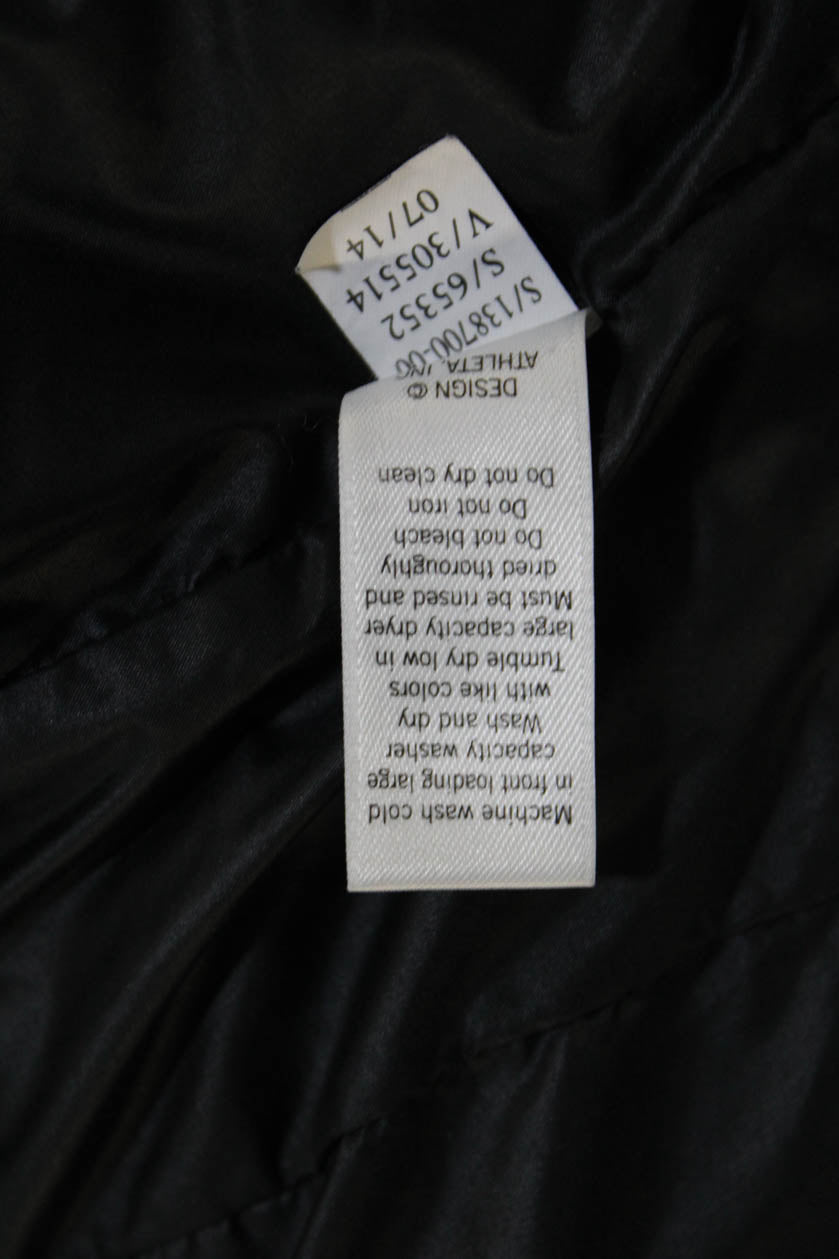 Machine wash cold
in front loading large
capacity washer
Wash and dry
with like colors
Tumble dry low in
large capacity dryer
Must be rinsed and
dried thoroughly
Do not bleach
Do not iron
Do not dry clean
DESIGN ©
ATHLETA, INC
S/138700-00
S/65352
V/305514
07/14